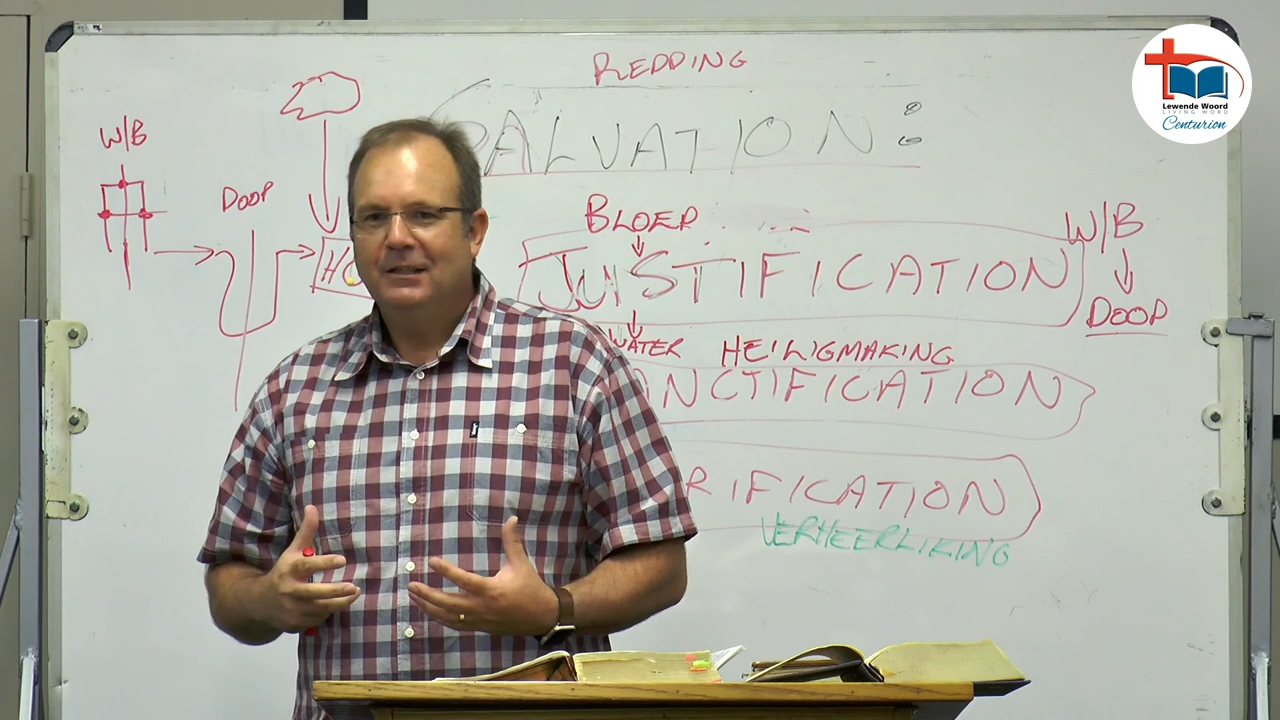 REDDING
SALVATION:
W/B
DOOP
BLOED
JUSTIFICATION
W/B
DOOP
WATER HEILIGMAKING
ANCTIFICATION
RIFICATION
VERHEERLIKING
Lewende Woord
LIVING WORD
Centurion